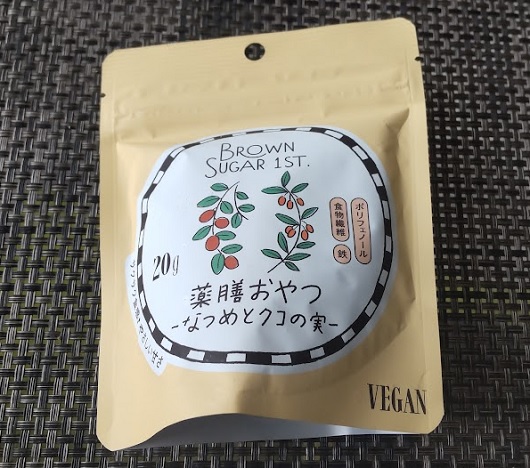 BROWN
SUGAR 1ST.
ポリフェノール
食物繊維
鉄
20g
薬膳おやつ
-なつめとクコの実-
VEGAN